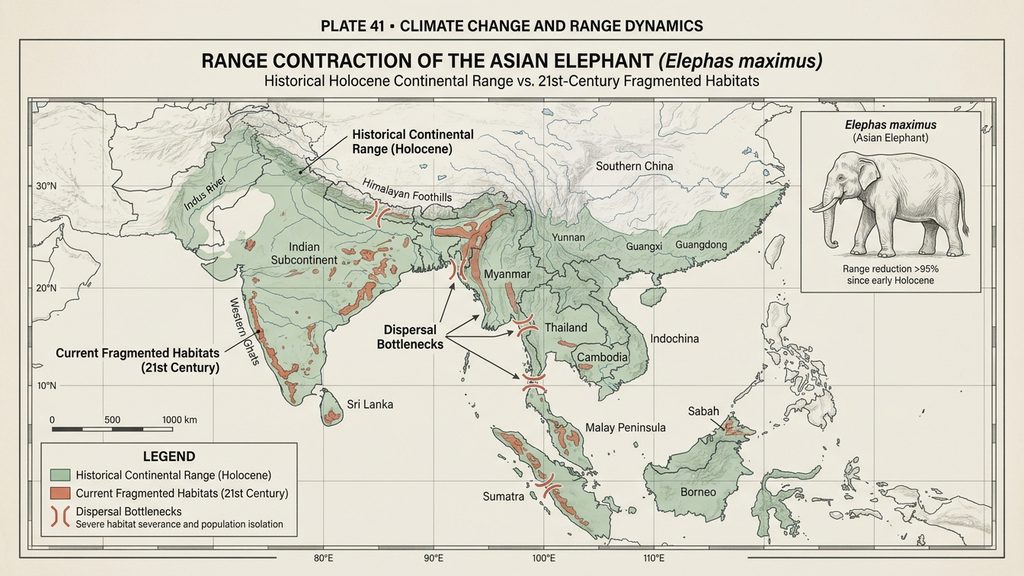 PLATE 41 • CLIMATE CHANGE AND RANGE DYNAMICS
RANGE CONTRACTION OF THE ASIAN ELEPHANT (Elephas maximus)
Historical Holocene Continental Range vs. 21st-Century Fragmented Habitats
Historical Continental
Range (Holocene)
Elephas maximus
(Asian Elephant)
Range reduction >95%
since early Holocene
Southern China
30°N
Indus River
Himalayan Foothills
Yunnan
Guangxi
Guangdong
Indian
Subcontinent
Myanmar
20°N
Western Ghats
Dispersal
Bottlenecks
Thailand
Indochina
Cambodia
Current Fragmented Habitats
(21st Century)
10°N
Sri Lanka
Sabah
Malay Peninsula
0 500 1000 km
Sumatra
Borneo
LEGEND
Historical Continental Range (Holocene)
Current Fragmented Habitats (21st Century)
Dispersal Bottlenecks
Severe habitat severance and population isolation
80°E 90°E 100°E 110°E